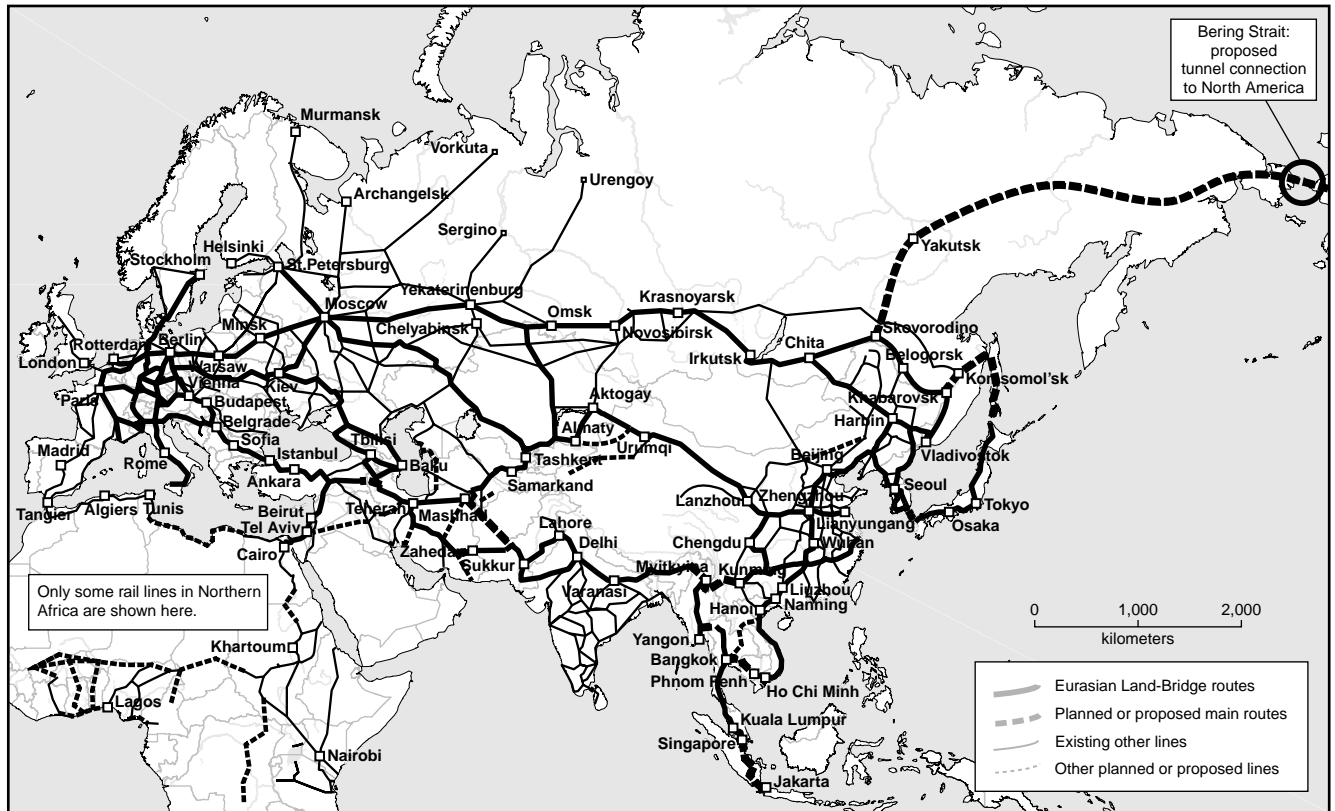 Bering Strait:
proposed
tunnel connection
to North America
Murmansk
Vorkuta
Urengoy
Archangelsk
Sergino
Yakutsk
Helsinki
Stockholm
St.Petersburg
Yekaterinenburg
Krasnoyarsk
Moscow
Omsk
Skovorodino
Minsk
Chelyabinsk
Novosibirsk
Rotterdam
Berlin
Chita
London
Irkutsk
Belogorsk
Warsaw
Komsomol'sk
Vienna
Kiev
Aktogay
Khabarovsk
Paris
Budapest
Harbin
Belgrade
Almaty
Sofia
Tbilisi
Urumqi
Madrid
Istanbul
Beijing
Vladivostok
Rome
Baku
Tashkent
Ankara
Samarkand
Seoul
Lanzhou
Zhengzhou
Tangier
Algiers
Tunis
Beirut
Teheran
Mashhad
Tokyo
Tel Aviv
Lahore
Lianyungang
Osaka
Cairo
Zahedan
Delhi
Chengdu
Wuhan
Sukkur
Myitkyina
Kunming
Varanasi
Liuzhou
Only some rail lines in Northern
Africa are shown here.
Hanoi
Nanning
0 1,000 2,000
kilometers
Khartoum
Yangon
Bangkok
Phnom Penh
Ho Chi Minh
Eurasian Land-Bridge routes
Lagos
Kuala Lumpur
Planned or proposed main routes
Singapore
Existing other lines
Nairobi
Other planned or proposed lines
Jakarta